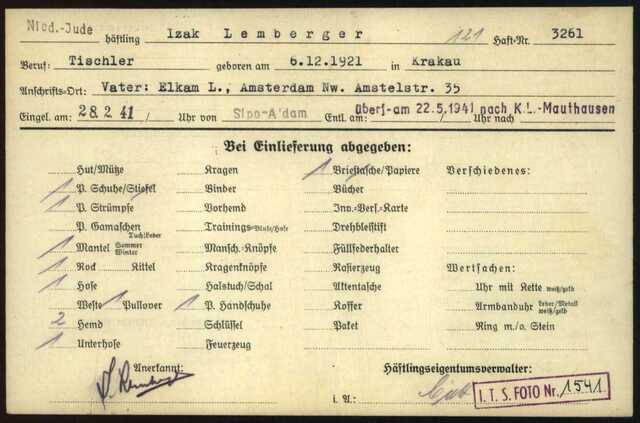 Nied.-Jude häftling Izak Lemberger 121 Haft-Nr. 3261
Beruf: Tischler geboren am 6.12.1921 in Krakau
Anschrifts-Ort: Vater: Elkam L., Amsterdam Nw. Amstelstr. 35
Eingel. am: 28.2.41 Uhr von Sipo-A'dam Entl. am: überf-am 22.5.1941 nach K.L.-Mauthausen Uhr nach
Bei Einlieferung abgegeben:
Hut/Mütze Kragen 1 Brieftasche/Papiere Verschiedenes:
1 P. Schuhe/Stiefel Binder Bücher
1 P. Strümpfe Vorhemd Inv.-Vers.-Karte
P. Gamaschen Tuch/Leder Trainings-Bluse/Hose Drehbleistift
1 Mantel Sommer Winter Mansch.-Knöpfe Füllfederhalter
1 Rock Kittel Kragenknöpfe Rasierzeug Wertsachen:
1 Hose Halstuch/Schal Aktentasche Uhr mit Kette weiß/gelb
Weste 1 Pullover 1 P. Handschuhe Koffer Armbanduhr Leder/Metall weiß/gelb
2 Hemd Schlüssel Paket Ring m./o. Stein
1 Unterhose Feuerzeug
Anerkannt: Häftlingseigentumsverwalter:
i. A.: I.T.S. FOTO Nr. 1541